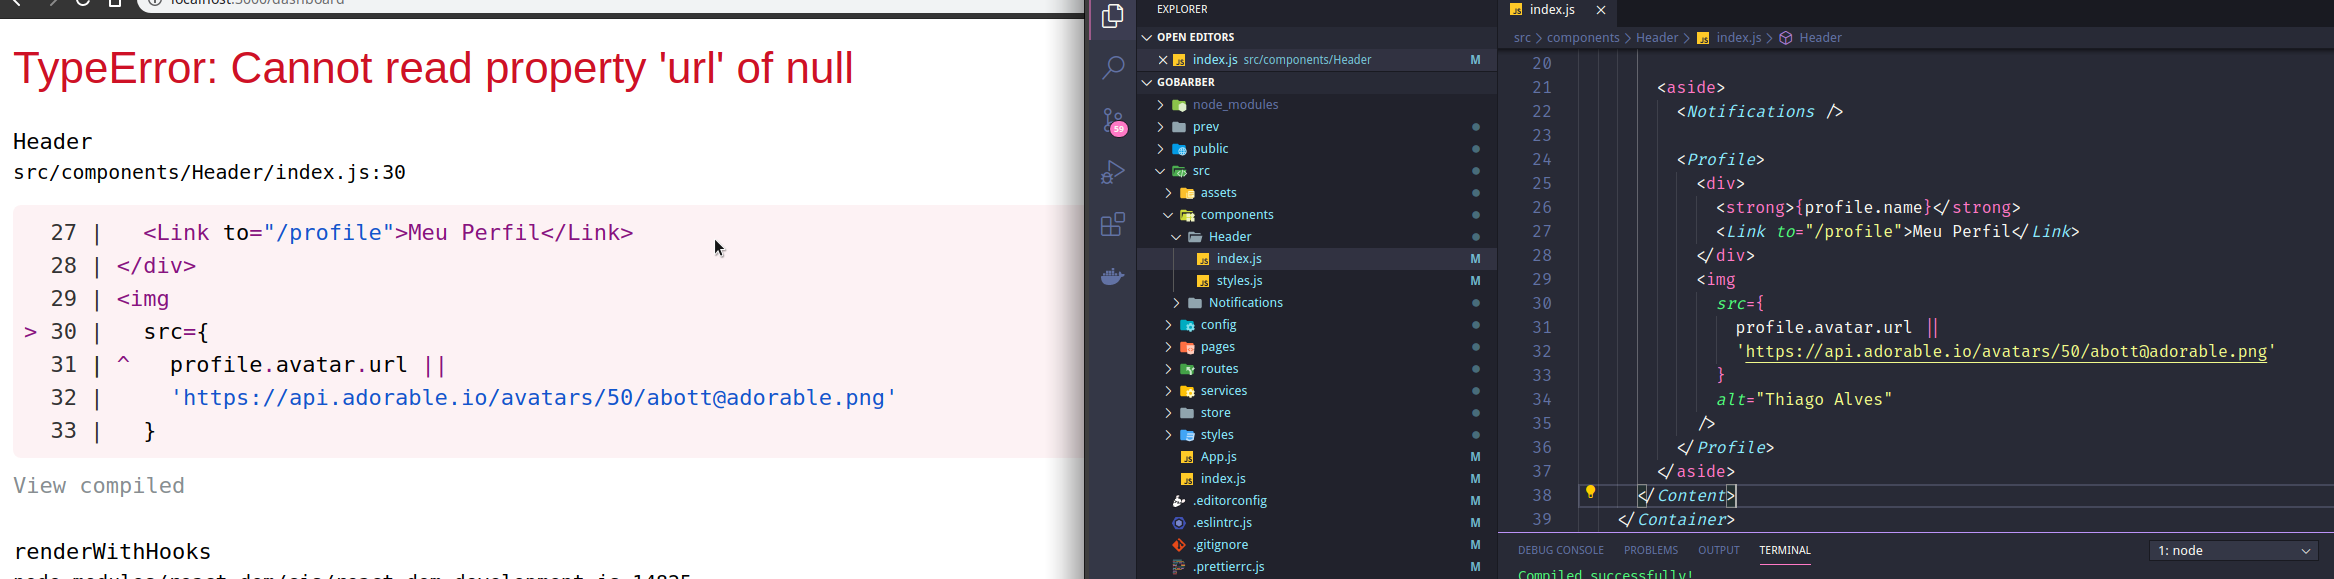 localhost:3000/dashboard
TypeError: Cannot read property 'url' of null
Header
src/components/Header/index.js:30
27 |   <Link to="/profile">Meu Perfil</Link>
28 | </div>
29 | <img
> 30 |   src={
31 | ^   profile.avatar.url ||
32 |     'https://api.adorable.io/avatars/50/abott@adorable.png'
33 |   }
View compiled
renderWithHooks
node_modules/react-dom/cjs/react-dom.development.js:14825
59
EXPLORER
OPEN EDITORS
index.js src/components/Header M
GOBARBER
node_modules
prev
public
src
assets
components
Header
JS index.js M
JS styles.js M
Notifications
config
pages
routes
services
store
styles
JS App.js M
JS index.js M
.editorconfig M
.eslintrc.js M
.gitignore M
.prettierrc.js M
JS index.js
src > components > Header > JS index.js > Header
20
21 <aside>
22 <Notifications />
23
24 <Profile>
25 <div>
26 <strong>{profile.name}</strong>
27 <Link to="/profile">Meu Perfil</Link>
28 </div>
29 <img
30 src={
31 profile.avatar.url ||
32 'https://api.adorable.io/avatars/50/abott@adorable.png'
33 }
34 alt="Thiago Alves"
35 />
36 </Profile>
37 </aside>
38 </Content>
39 </Container>
DEBUG CONSOLE PROBLEMS OUTPUT TERMINAL 1: node
Compiled successfully!